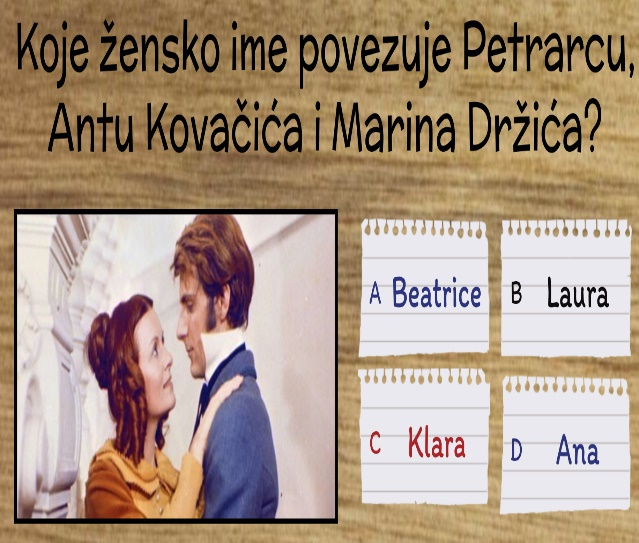 Koje žensko ime povezuje Petrarcu,
Antu Kovačića i Marina Držića?
A Beatrice
B Laura
C Klara
D Ana